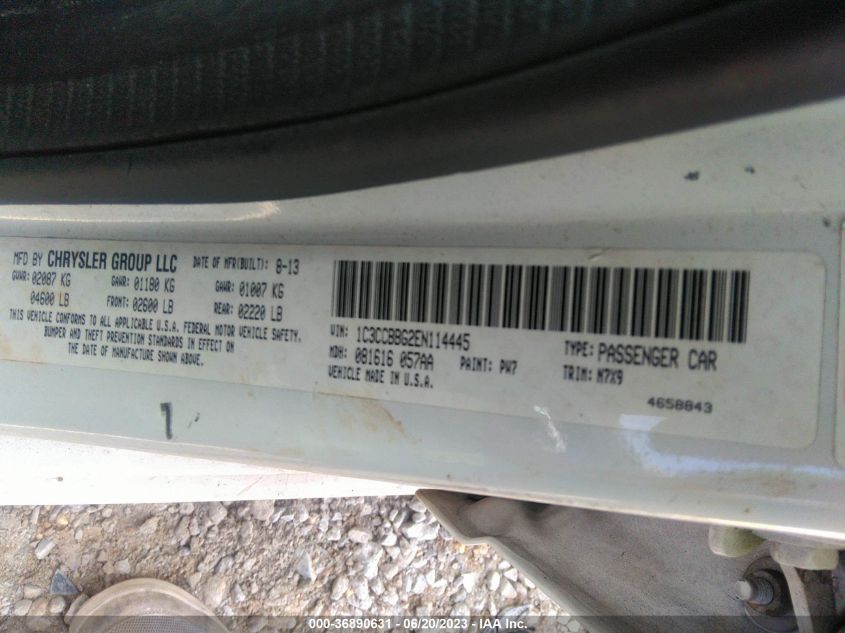 MFD BY CHRYSLER GROUP LLC DATE OF MFR(BUILT): 8-13
GVWR: 02087 KG GAWR: 01180 KG GAWR: 01007 KG
04600 LB FRONT: 02600 LB REAR: 02220 LB
THIS VEHICLE CONFORMS TO ALL APPLICABLE U.S.A. FEDERAL MOTOR VEHICLE SAFETY,
BUMPER AND THEFT PREVENTION STANDARDS IN EFFECT ON
THE DATE OF MANUFACTURE SHOWN ABOVE.
VIN: 1C3CCBBG2EN114445 TYPE: PASSENGER CAR
MDH: 081616 057AA PAINT: PW7 TRIM: M7X9
VEHICLE MADE IN U.S.A. 4658843
1
000-36890631 - 06/20/2023 - IAA Inc.